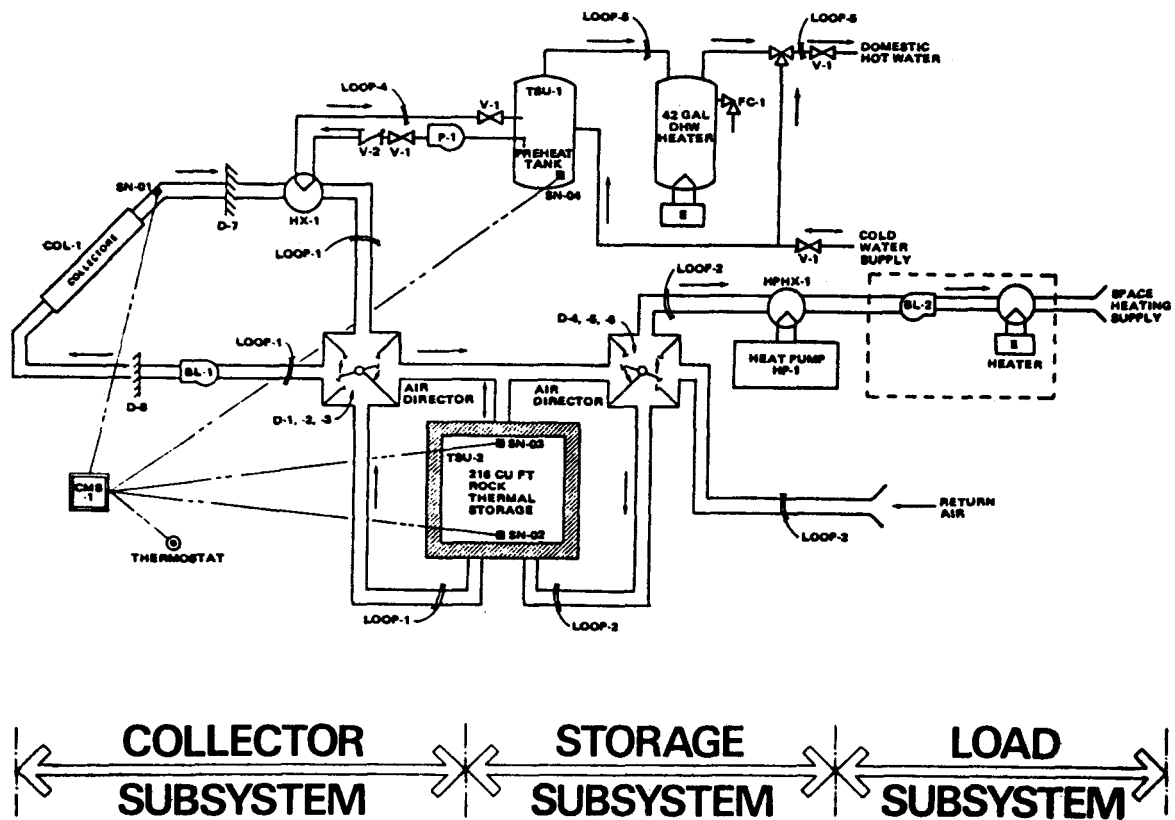 LOOP-5
LOOP-5
DOMESTIC
HOT WATER
V-1
LOOP-4
V-1
TSU-1
42 GAL
DHW
HEATER
FC-1
V-2
V-1
P-1
PREHEAT
TANK
SN-04
E
SN-01
D-7
HX-1
COL-1
COLLECTORS
LOOP-1
COLD
WATER
SUPPLY
V-1
LOOP-2
HPHX-1
D-4, -5, -6
BL-2
SPACE
HEATING
SUPPLY
HEAT PUMP
HP-1
E
HEATER
LOOP-1
BL-1
D-8
AIR
DIRECTOR
AIR
DIRECTOR
D-1, -2, -3
SN-03
TSU-2
216 CU FT
ROCK
THERMAL
STORAGE
SN-02
CMS
-1
THERMOSTAT
RETURN
AIR
LOOP-2
LOOP-1
LOOP-2
COLLECTOR
SUBSYSTEM
STORAGE
SUBSYSTEM
LOAD
SUBSYSTEM